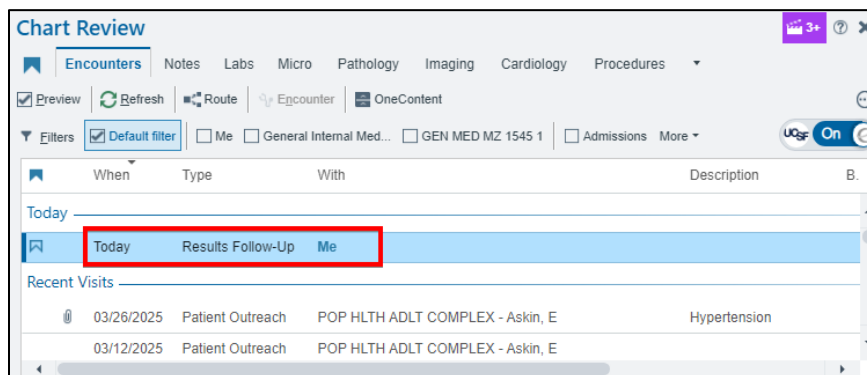 Chart Review 3+
Encounters Notes Labs Micro Pathology Imaging Cardiology Procedures
Preview Refresh Route Encounter OneContent
Filters Default filter Me General Internal Med... GEN MED MZ 1545 1 Admissions More UCSF On
When Type With Description B.
Today
Today Results Follow-Up Me
Recent Visits
03/26/2025 Patient Outreach POP HLTH ADLT COMPLEX - Askin, E Hypertension
03/12/2025 Patient Outreach POP HLTH ADLT COMPLEX - Askin, E